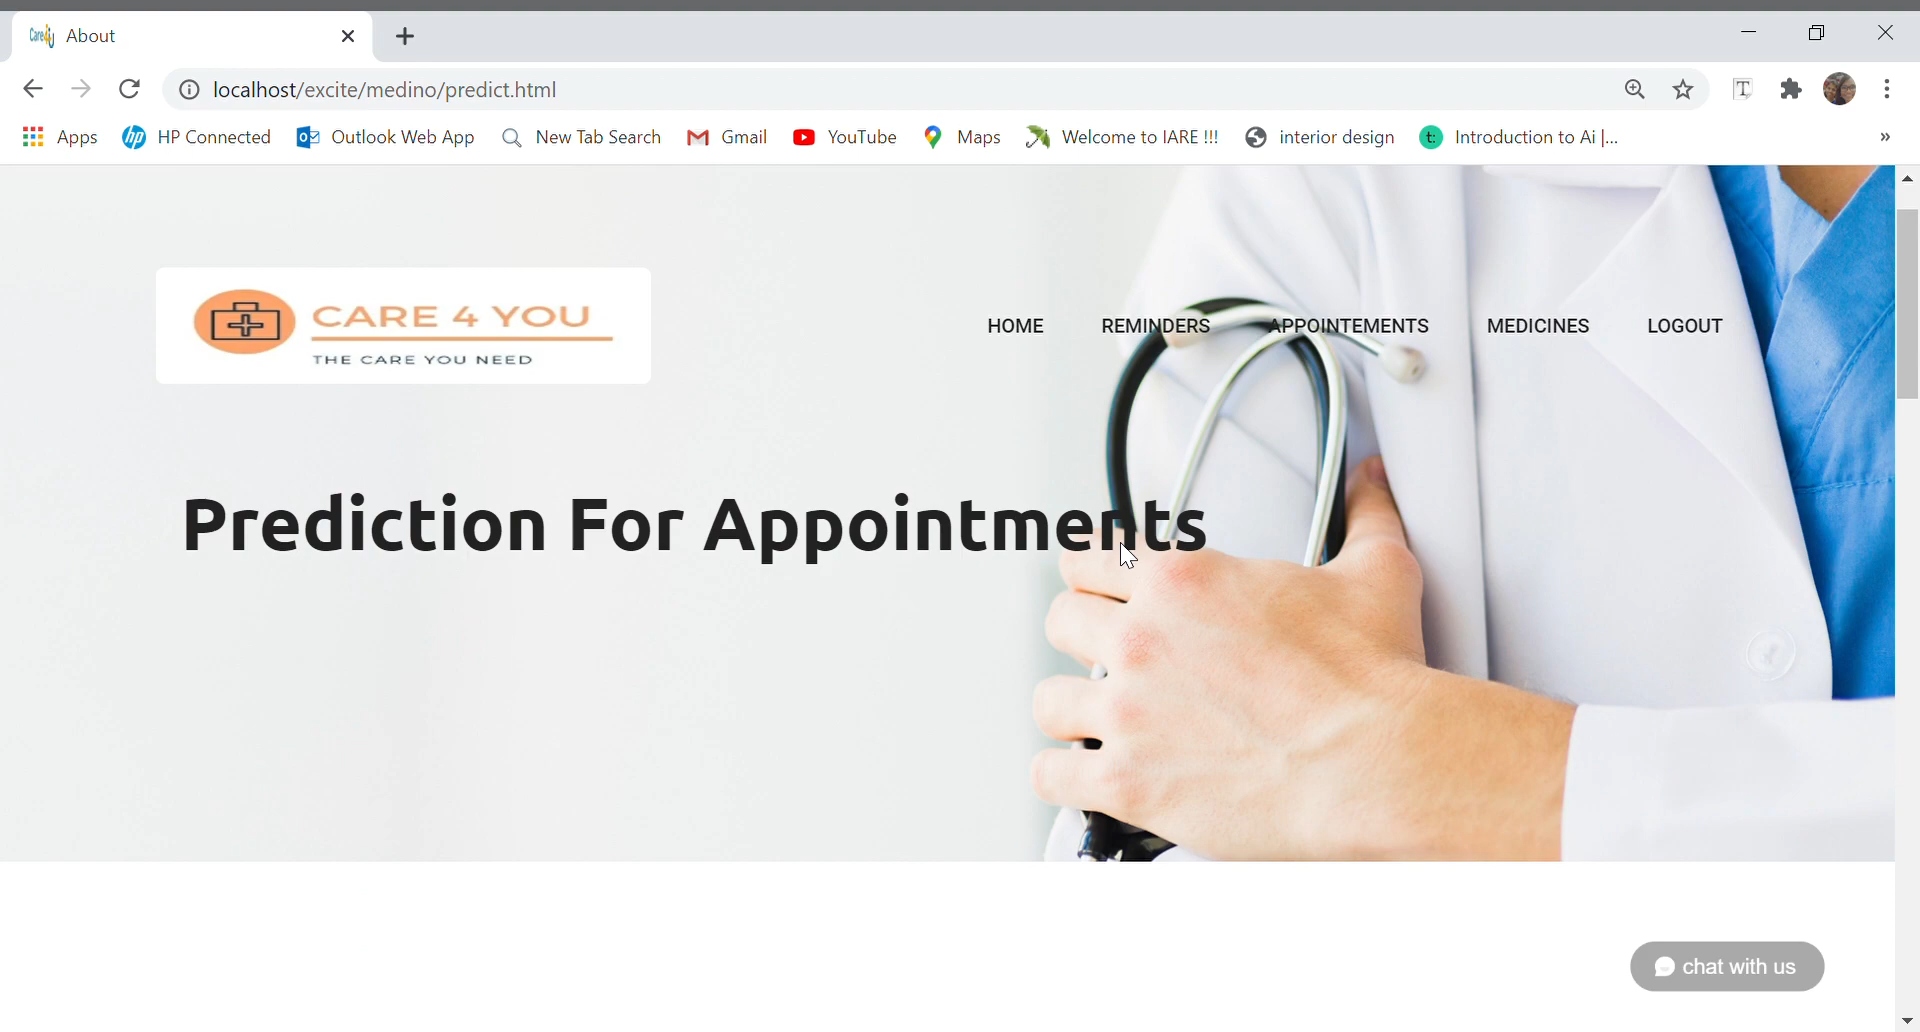 Care4u About
localhost/excite/medino/predict.html
Apps HP Connected Outlook Web App New Tab Search Gmail YouTube Maps Welcome to IARE !!! interior design t: Introduction to Ai |... »
CARE 4 YOU
THE CARE YOU NEED
HOME REMINDERS APPOINTEMENTS MEDICINES LOGOUT
Prediction For Appointments
chat with us